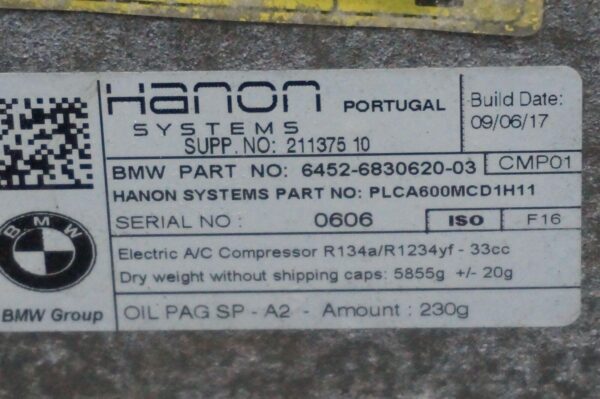 Hanon PORTUGAL
SYSTEMS
Build Date:
09/06/17
SUPP. NO: 211375 10
BMW PART NO: 6452-6830620-03 CMP01
HANON SYSTEMS PART NO: PLCA600MCD1H11
SERIAL NO : 0606 ISO F16
Electric A/C Compressor R134a/R1234yf - 33cc
Dry weight without shipping caps: 5855g +/- 20g
OIL PAG SP - A2 - Amount : 230g
BMW
BMW Group